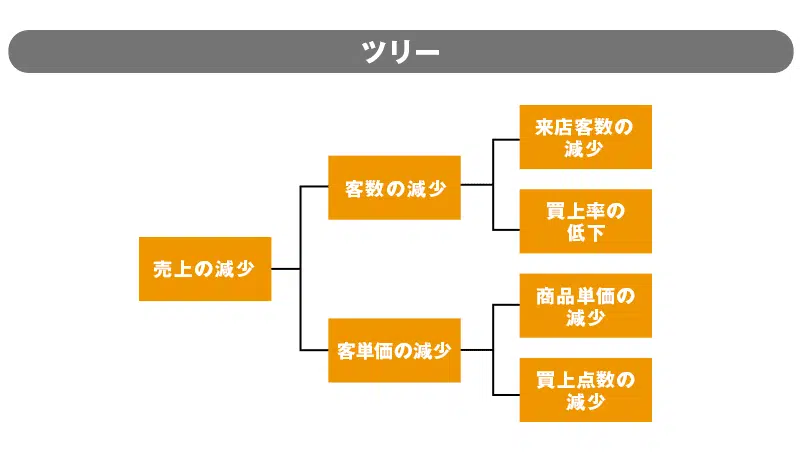 ツリー
売上の減少
客数の減少
来店客数の
減少
買上率の
低下
客単価の減少
商品単価の
減少
買上点数の
減少